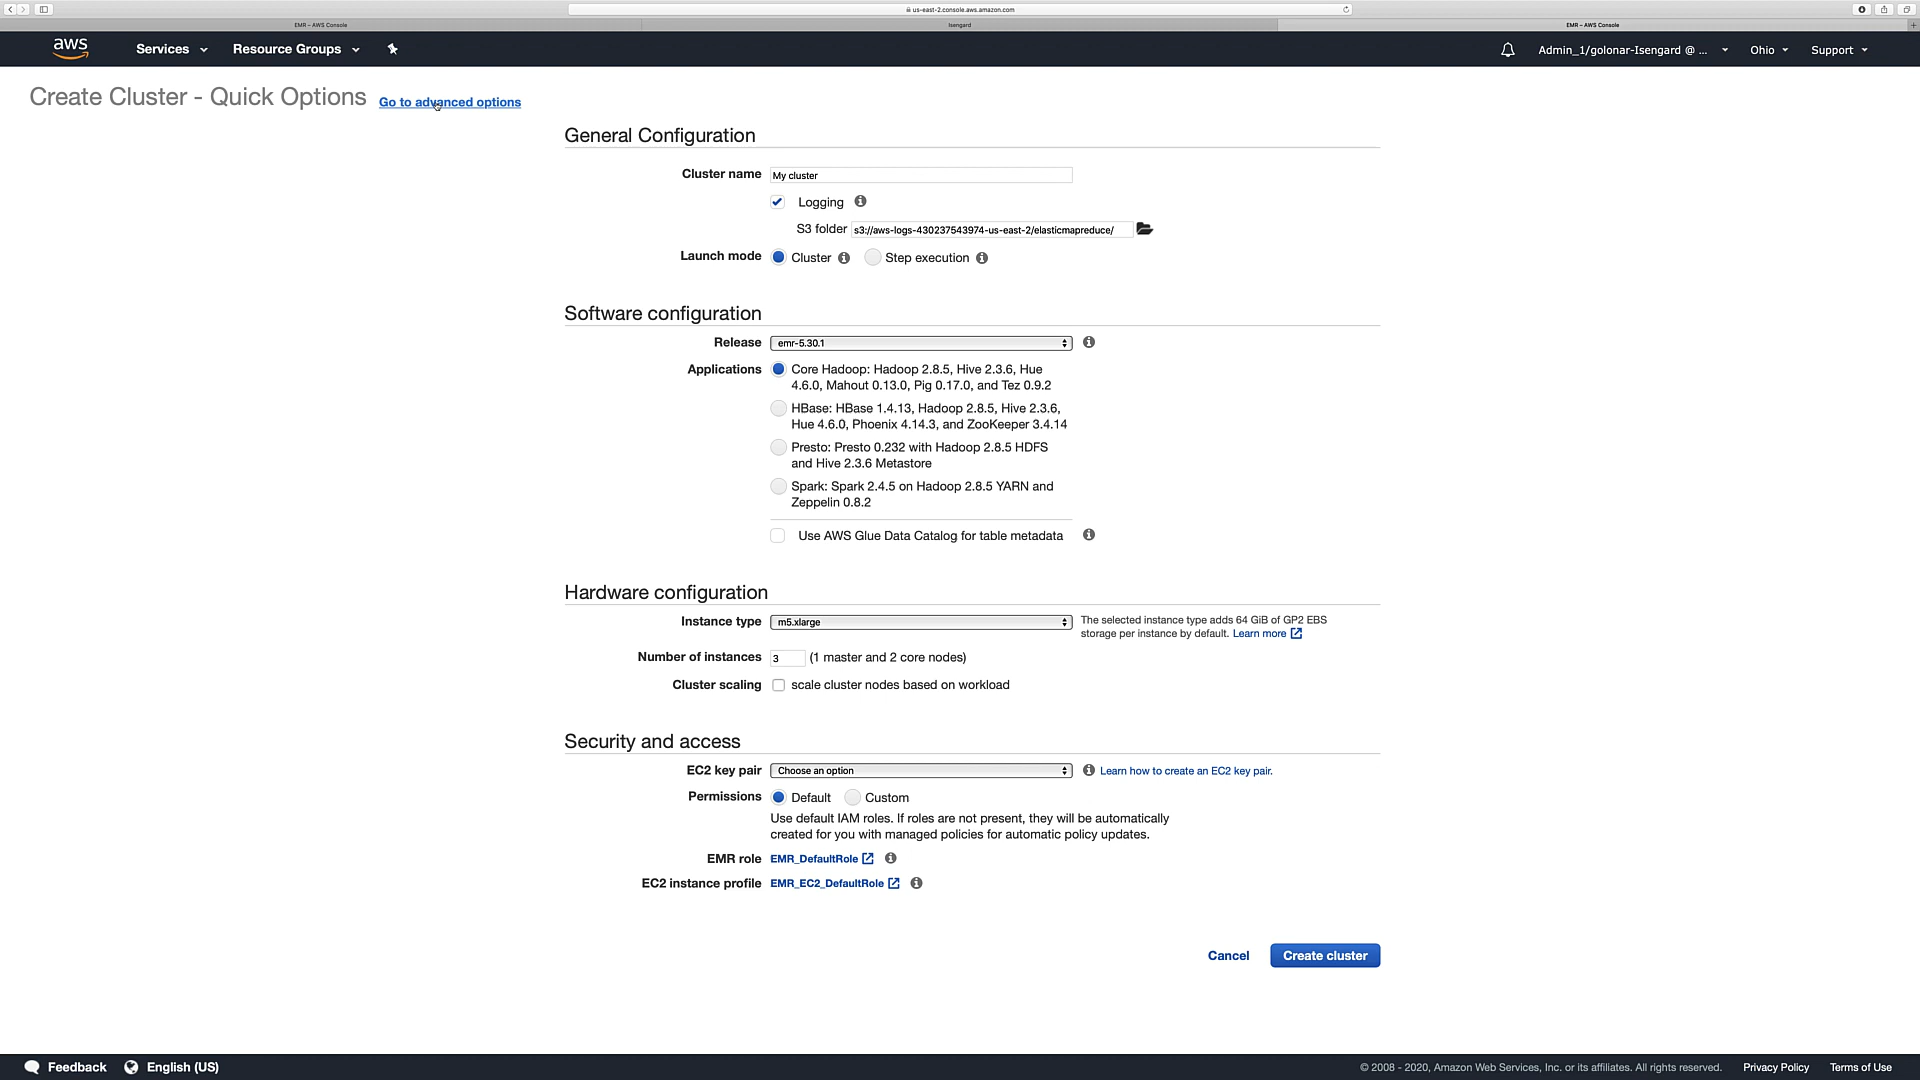 us-east-2.console.aws.amazon.com
EMR – AWS Console
Isengard
EMR – AWS Console
aws
Services
Resource Groups
Admin_1/golonar-Isengard @ ...
Ohio
Support
Create Cluster - Quick Options
Go to advanced options
General Configuration
Cluster name
My cluster
Logging
S3 folder
s3://aws-logs-430237543974-us-east-2/elasticmapreduce/
Launch mode
Cluster
Step execution
Software configuration
Release
emr-5.30.1
Applications
Core Hadoop: Hadoop 2.8.5, Hive 2.3.6, Hue
4.6.0, Mahout 0.13.0, Pig 0.17.0, and Tez 0.9.2
HBase: HBase 1.4.13, Hadoop 2.8.5, Hive 2.3.6,
Hue 4.6.0, Phoenix 4.14.3, and ZooKeeper 3.4.14
Presto: Presto 0.232 with Hadoop 2.8.5 HDFS
and Hive 2.3.6 Metastore
Spark: Spark 2.4.5 on Hadoop 2.8.5 YARN and
Zeppelin 0.8.2
Use AWS Glue Data Catalog for table metadata
Hardware configuration
Instance type
m5.xlarge
The selected instance type adds 64 GiB of GP2 EBS
storage per instance by default. Learn more
Number of instances
3
(1 master and 2 core nodes)
Cluster scaling
scale cluster nodes based on workload
Security and access
EC2 key pair
Choose an option
Learn how to create an EC2 key pair.
Permissions
Default
Custom
Use default IAM roles. If roles are not present, they will be automatically
created for you with managed policies for automatic policy updates.
EMR role
EMR_DefaultRole
EC2 instance profile
EMR_EC2_DefaultRole
Cancel
Create cluster
Feedback
English (US)
© 2008 - 2020, Amazon Web Services, Inc. or its affiliates. All rights reserved.
Privacy Policy
Terms of Use